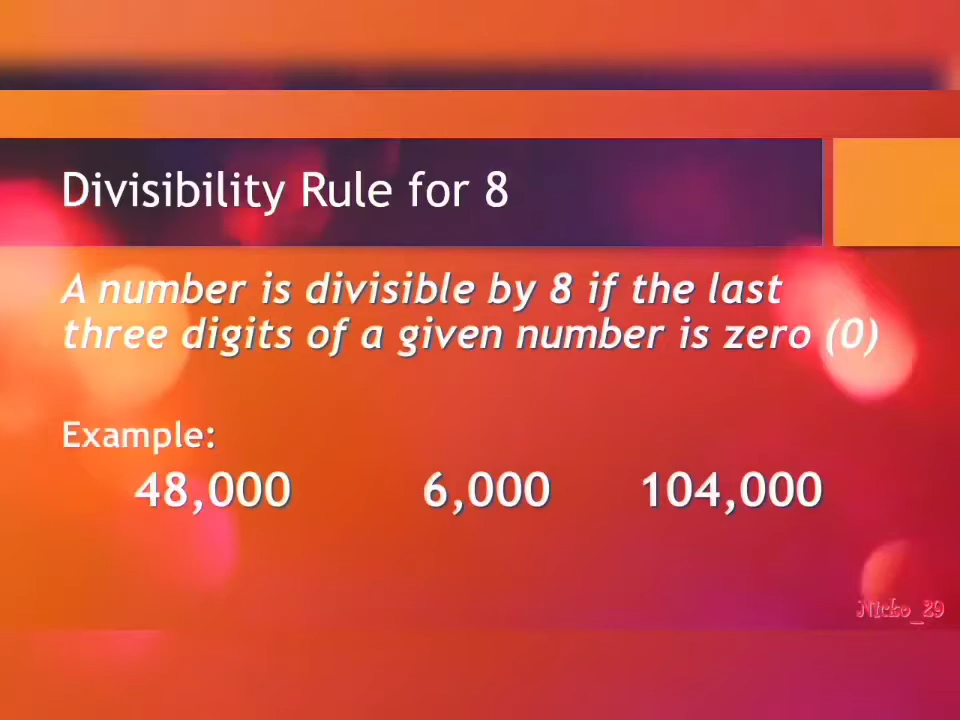 Divisibility Rule for 8
A number is divisible by 8 if the last
three digits of a given number is zero (0)
Example:
48,000 6,000 104,000
Nicko_29